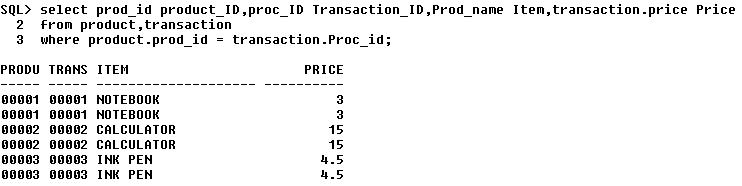 SQL> select prod_id product_ID,proc_ID Transaction_ID,Prod_name Item,transaction.price Price
2 from product,transaction
3 where product.prod_id = transaction.Proc_id;
PRODU TRANS ITEM PRICE
----- ----- -------------------- ----------
00001 00001 NOTEBOOK 3
00001 00001 NOTEBOOK 3
00002 00002 CALCULATOR 15
00002 00002 CALCULATOR 15
00003 00003 INK PEN 4.5
00003 00003 INK PEN 4.5